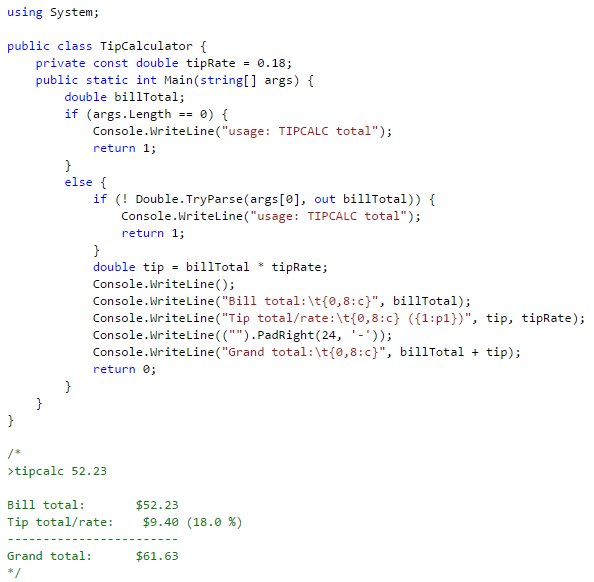 using System;

public class TipCalculator {
    private const double tipRate = 0.18;
    public static int Main(string[] args) {
        double billTotal;
        if (args.Length == 0) {
            Console.WriteLine("usage: TIPCALC total");
            return 1;
        }
        else {
            if (! Double.TryParse(args[0], out billTotal)) {
                Console.WriteLine("usage: TIPCALC total");
                return 1;
            }
            double tip = billTotal * tipRate;
            Console.WriteLine();
            Console.WriteLine("Bill total:\t{0,8:c}", billTotal);
            Console.WriteLine("Tip total/rate:\t{0,8:c} ({1:p1})", tip, tipRate);
            Console.WriteLine(("").PadRight(24, '-'));
            Console.WriteLine("Grand total:\t{0,8:c}", billTotal + tip);
            return 0;
        }
    }
}

/*
>tipcalc 52.23

Bill total:       $52.23
Tip total/rate:    $9.40 (18.0 %)
------------------------
Grand total:      $61.63
*/